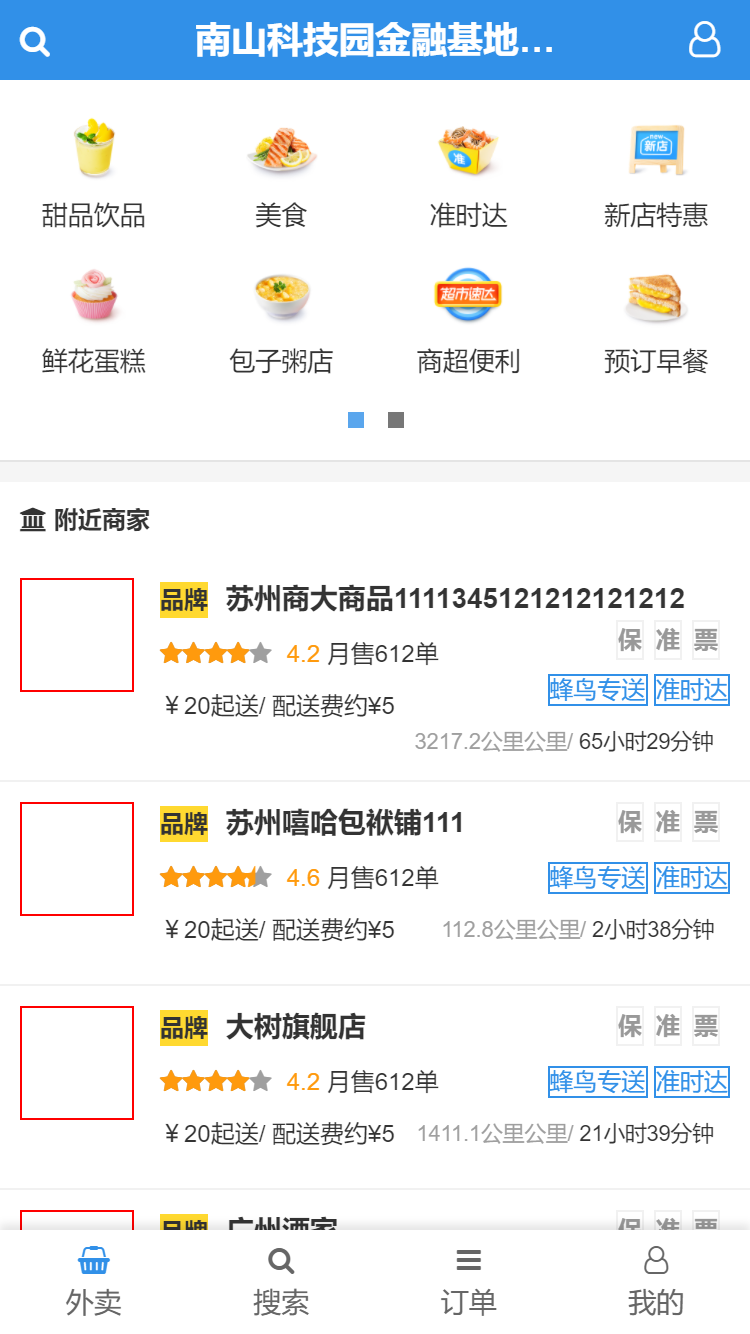 南山科技园金融基地...
new
新店
准
甜品饮品 美食 准时达 新店特惠
超市速达
鲜花蛋糕 包子粥店 商超便利 预订早餐
附近商家
品牌 苏州商大商品1111345121212121212
保 准 票
4.2 月售612单
蜂鸟专送 准时达
¥20起送/ 配送费约¥5
3217.2公里公里/ 65小时29分钟
品牌 苏州嘻哈包袱铺111 保 准 票
4.6 月售612单 蜂鸟专送 准时达
¥20起送/ 配送费约¥5 112.8公里公里/ 2小时38分钟
品牌 大树旗舰店 保 准 票
4.2 月售612单 蜂鸟专送 准时达
¥20起送/ 配送费约¥5 1411.1公里公里/ 21小时39分钟
品牌 广州酒家 保 准 票
外卖 搜索 订单 我的